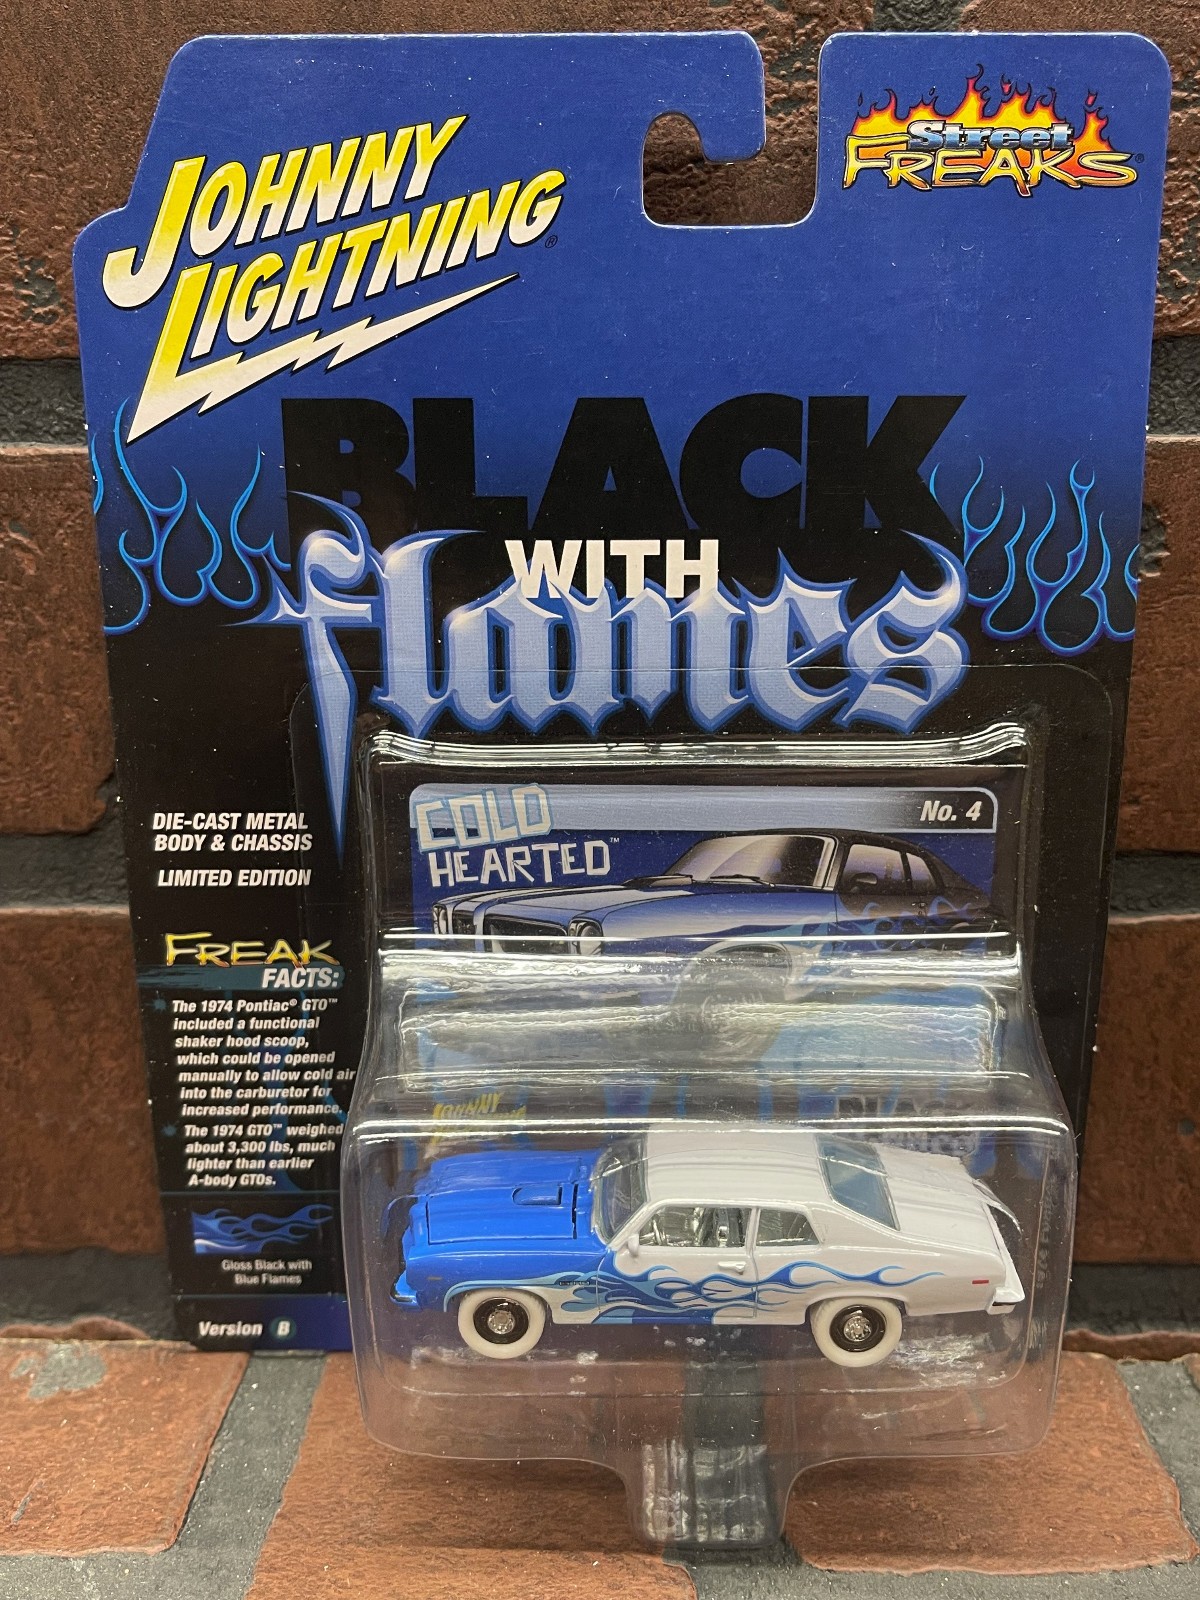 JOHNNY
LIGHTNING®
Street
FREAKS®
BLACK
WITH
flames
COLD
HEARTED™
No. 4
DIE-CAST METAL
BODY & CHASSIS
LIMITED EDITION
FREAK
FACTS:
The 1974 Pontiac® GTO™
included a functional
shaker hood scoop,
which could be opened
manually to allow cold air
into the carburetor for
increased performance.
The 1974 GTO™ weighed
about 3,300 lbs, much
lighter than earlier
A-body GTOs.
Gloss Black with
Blue Flames
Version B
JOHNNY
BLACK